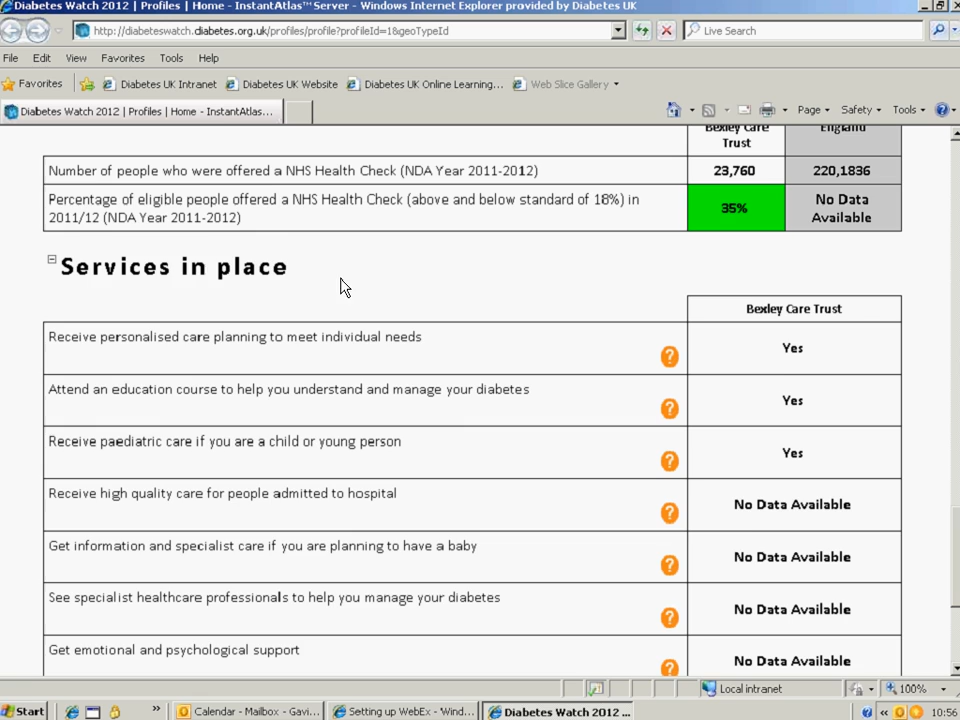 Diabetes Watch 2012 | Profiles | Home - InstantAtlas™ Server - Windows Internet Explorer provided by Diabetes UK
http://diabeteswatch.diabetes.org.uk/profiles/profile?profileId=1&geoTypeId
Live Search
File Edit View Favorites Tools Help
Favorites Diabetes UK Intranet Diabetes UK Website Diabetes UK Online Learning... Web Slice Gallery
Diabetes Watch 2012 | Profiles | Home - InstantAtlas... Page Safety Tools
Bexley Care England
Trust
Number of people who were offered a NHS Health Check (NDA Year 2011-2012) 23,760 220,1836
Percentage of eligible people offered a NHS Health Check (above and below standard of 18%) in 35% No Data
2011/12 (NDA Year 2011-2012) Available
Services in place
Bexley Care Trust
Receive personalised care planning to meet individual needs Yes
?
Attend an education course to help you understand and manage your diabetes Yes
?
Receive paediatric care if you are a child or young person Yes
?
Receive high quality care for people admitted to hospital No Data Available
?
Get information and specialist care if you are planning to have a baby No Data Available
?
See specialist healthcare professionals to help you manage your diabetes No Data Available
?
Get emotional and psychological support No Data Available
?
Local intranet 100%
Start » Calendar - Mailbox - Gavi... Setting up WebEx - Wind... Diabetes Watch 2012 ... « 10:56